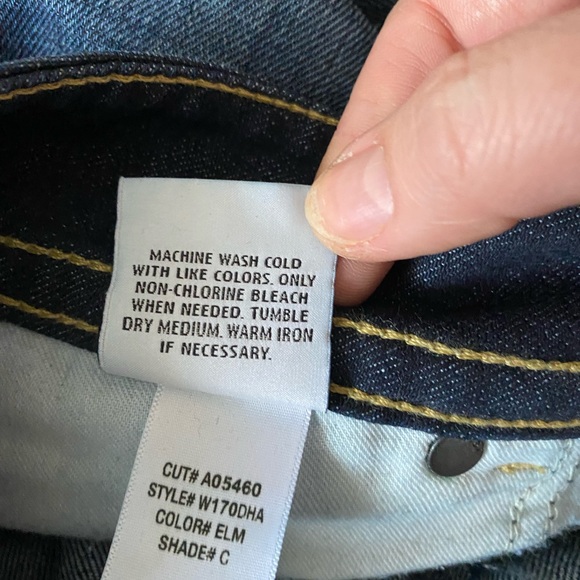 MACHINE WASH COLD
WITH LIKE COLORS. ONLY
NON-CHLORINE BLEACH
WHEN NEEDED. TUMBLE
DRY MEDIUM. WARM IRON
IF NECESSARY.
CUT# A05460
STYLE# W170DHA
COLOR# ELM
SHADE# C